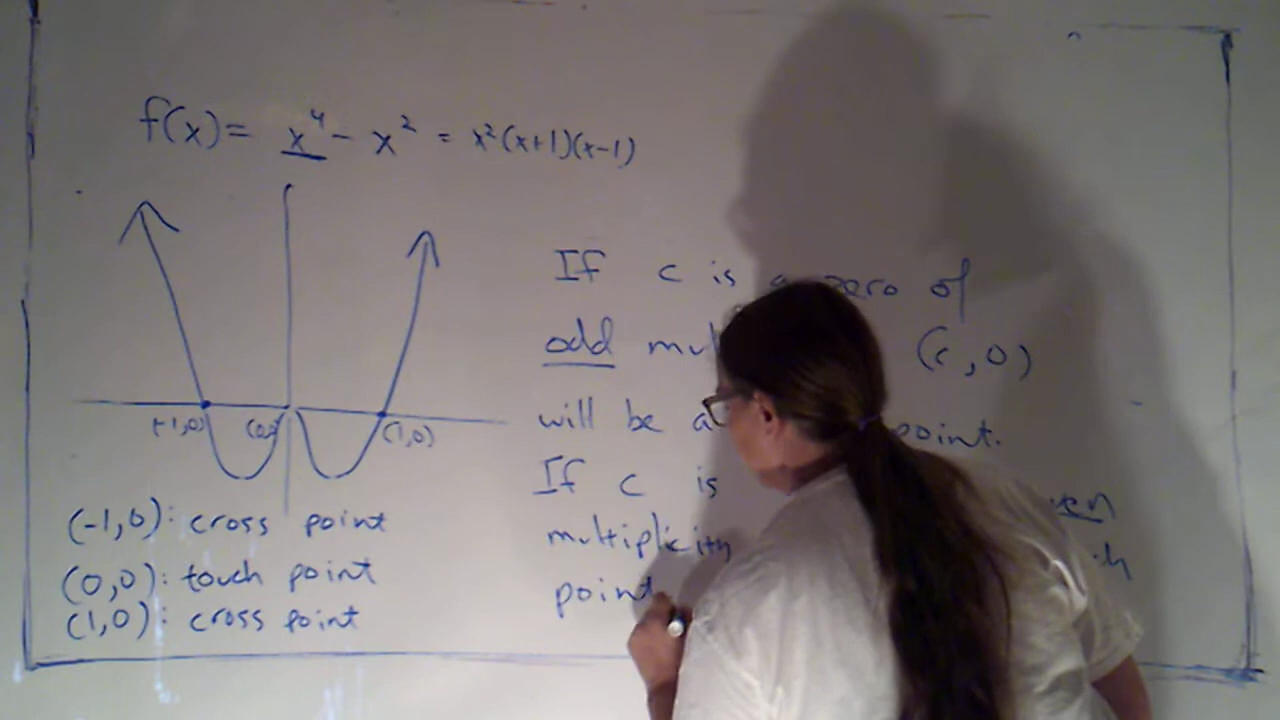 f(x) = x⁴ - x² = x²(x+1)(x-1)
(-1,0) (0,0) (1,0)
(-1,0): cross point
(0,0): touch point
(1,0): cross point
If c is a zero of
odd (c,0)
will be a point.
If c is
multiplicity
point